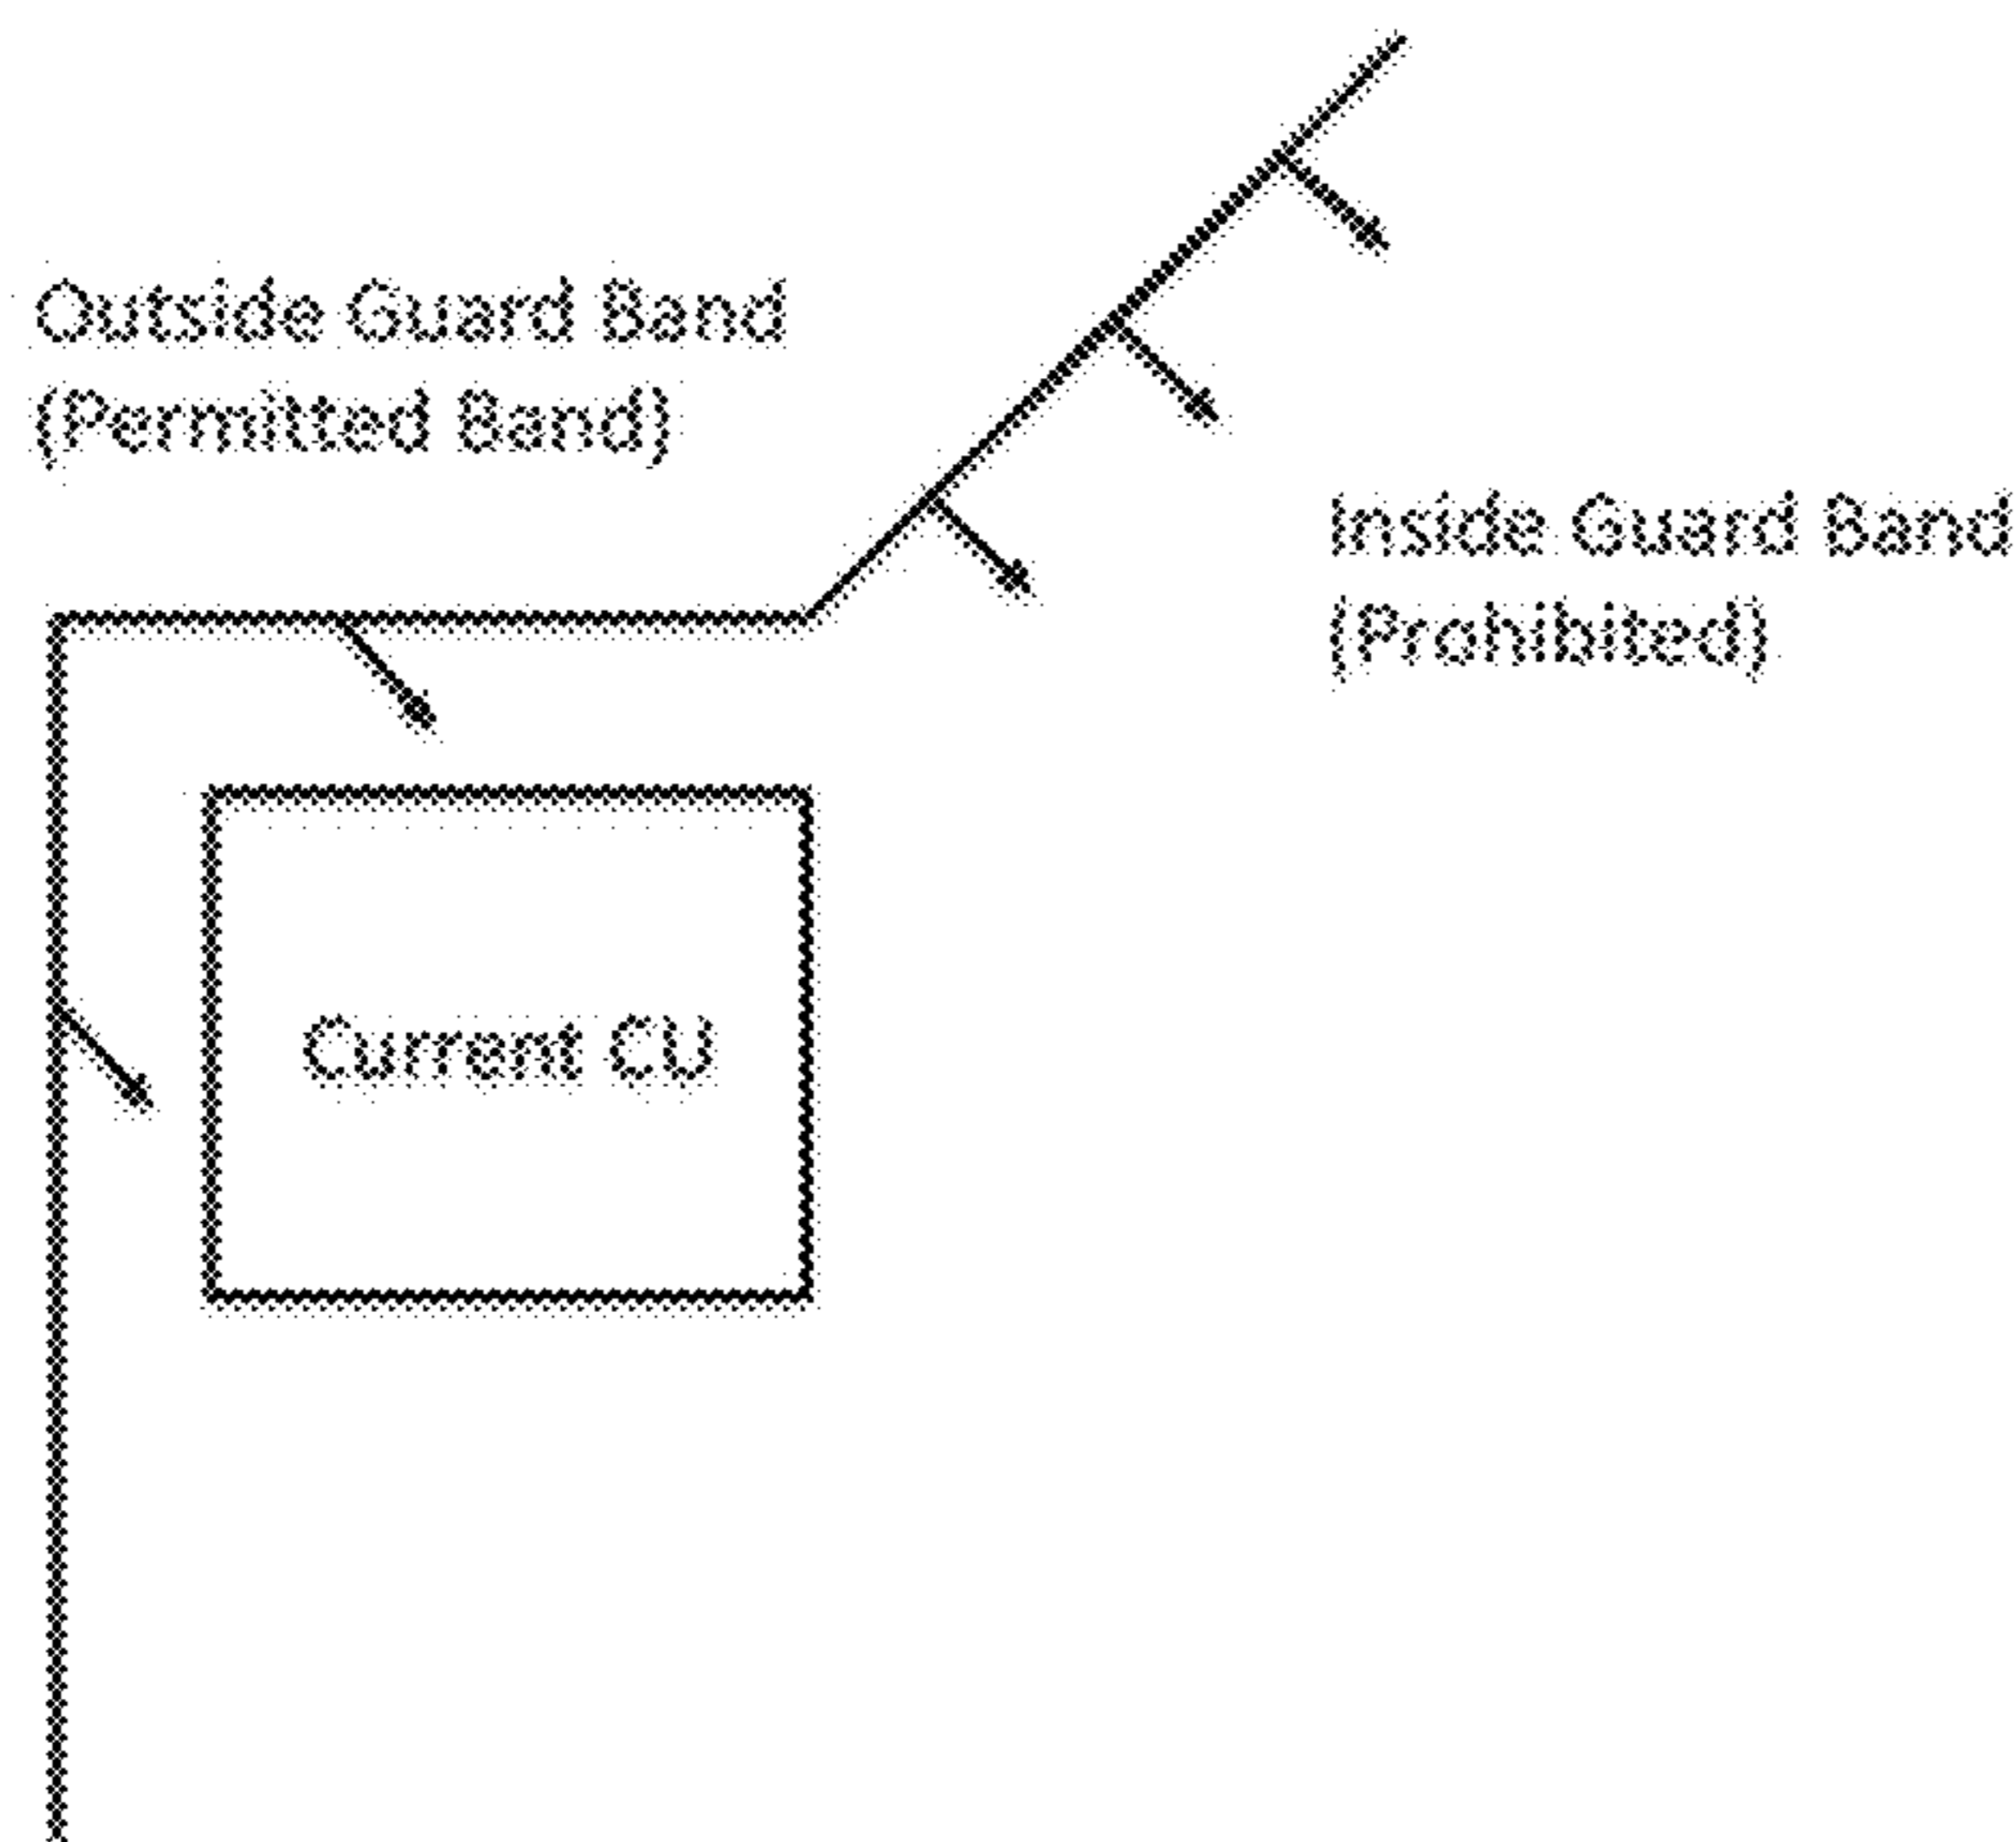 Outside Guard Band
(Permitted Band)
Inside Guard Band
(Prohibited)
Current CU